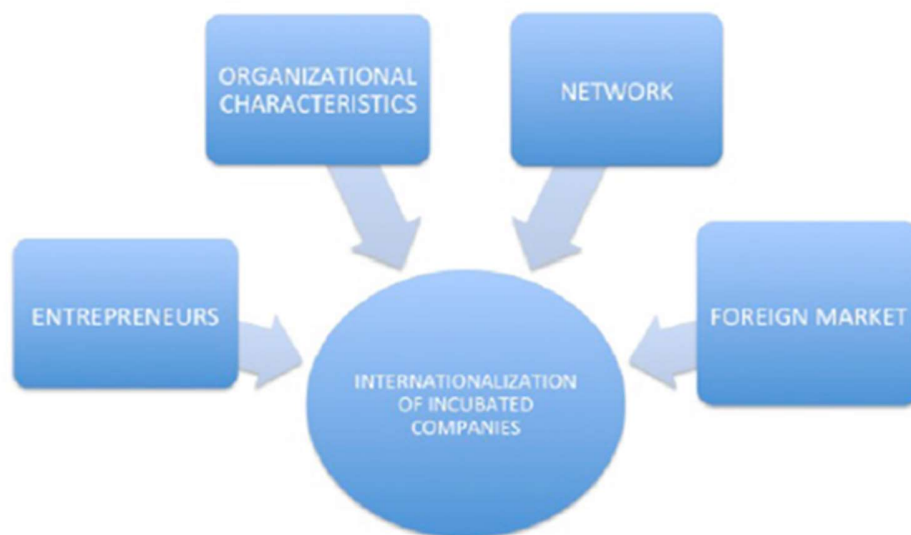 ORGANIZATIONAL
CHARACTERISTICS
NETWORK
ENTREPRENEURS
FOREIGN MARKET
INTERNATIONALIZATION
OF INCUBATED
COMPANIES